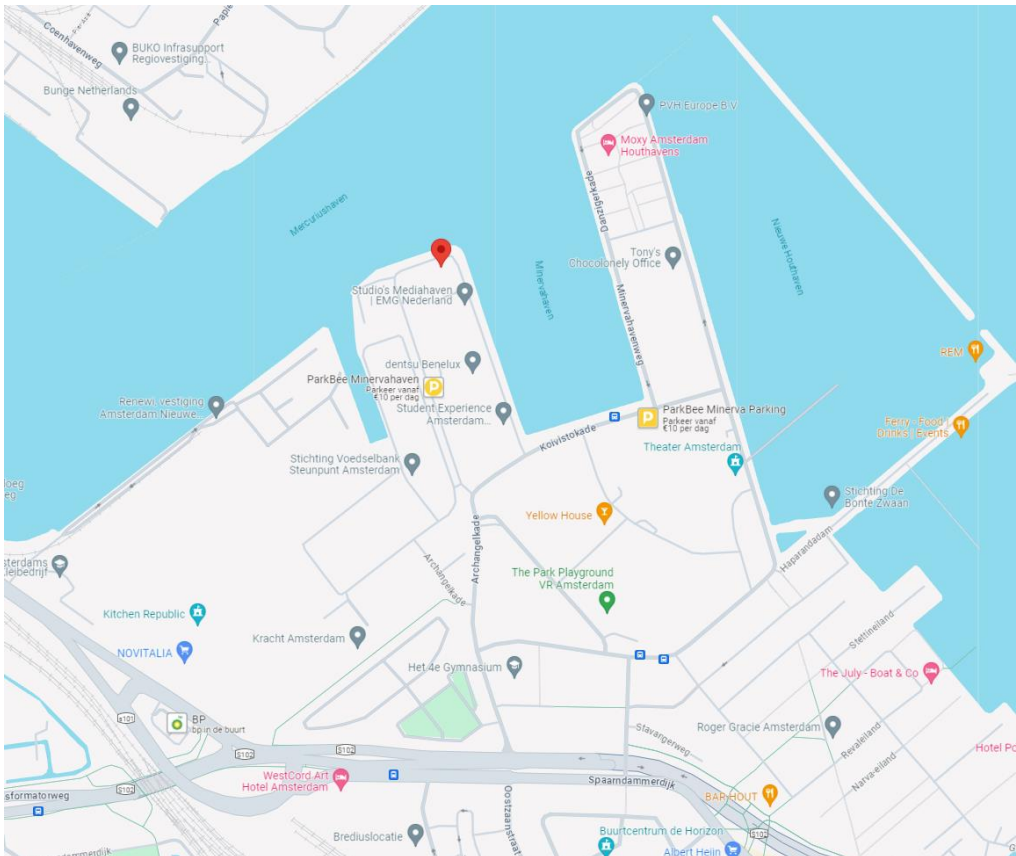 Coenhavenweg
Papie
BUKO Infrasupport
Regiovestiging...
Bunge Netherlands
PVH Europe B.V.
Moxy Amsterdam
Houthavens
Mercuriushaven
Danzigerkade
Nieuwe Houthaven
Tony's
Chocolonely Office
Minervahaven
Studio's Mediahaven
| EMG Nederland
Minervahavenweg
REM
dentsu Benelux
ParkBee Minervahaven
Parkeer vanaf
€10 per dag
Renewi, vestiging
Amsterdam Nieuwe...
Student Experience
Amsterdam...
ParkBee Minerva Parking
Parkeer vanaf
€10 per dag
Koivistokade
Theater Amsterdam
Ferry - Food |
Drinks | Events
Stichting Voedselbank
Steunpunt Amsterdam
Stichting De
Bonte Zwaan
Yellow House
Archangelkade
Archangelkade
Haparandadam
The Park Playground
VR Amsterdam
Kitchen Republic
Stettineiland
Kracht Amsterdam
NOVITALIA
Het 4e Gymnasium
The July - Boat & Co
s101
BP
bp in de buurt
Roger Gracie Amsterdam
Stavangerweg
Revaleiland
S102
S102
Hotel Po
WestCord Art
Hotel Amsterdam
Spaarndammerdijk
Narva-eiland
sformatorweg
BAR-HOUT
Oostzaanstraat
Brediuslocatie
Buurtcentrum de Horizon
S102
Albert Heijn
ndammerdijk